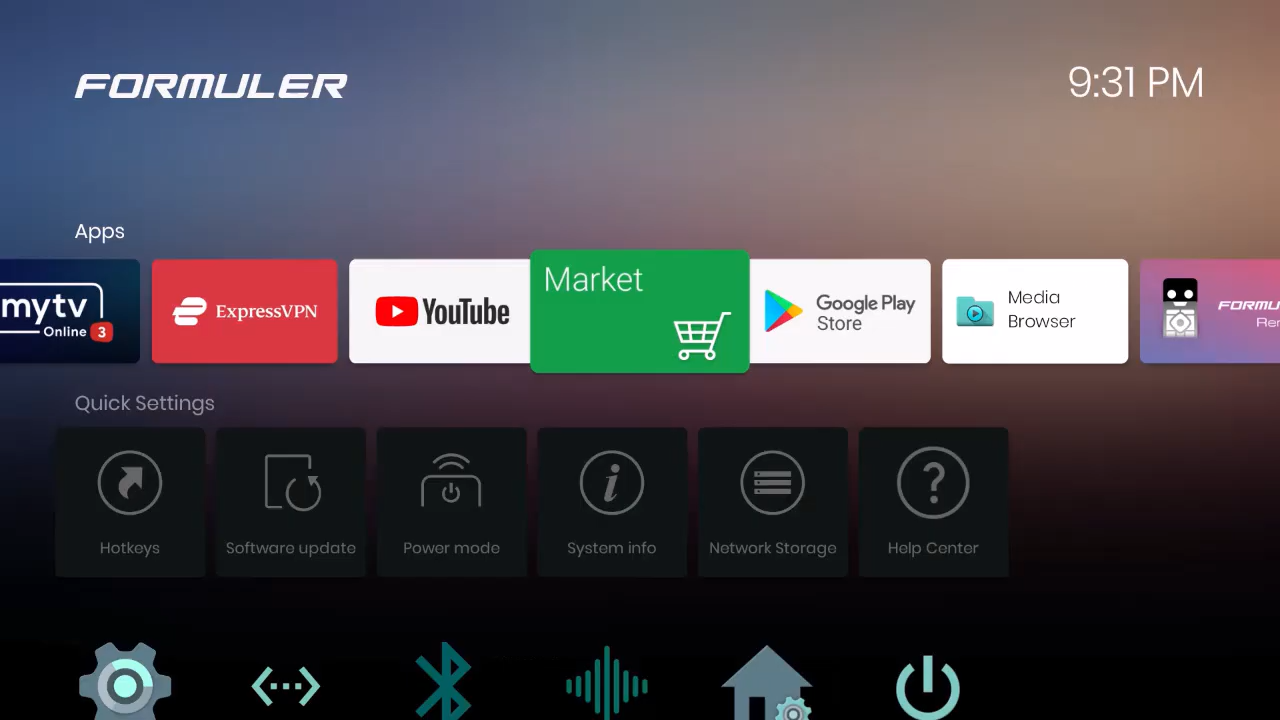 FORMULER
9:31 PM
Apps
mytv
Online 3
ExpressVPN
YouTube
Market
Google Play
Store
Media
Browser
Quick Settings
Hotkeys
Software update
Power mode
System info
Network Storage
Help Center